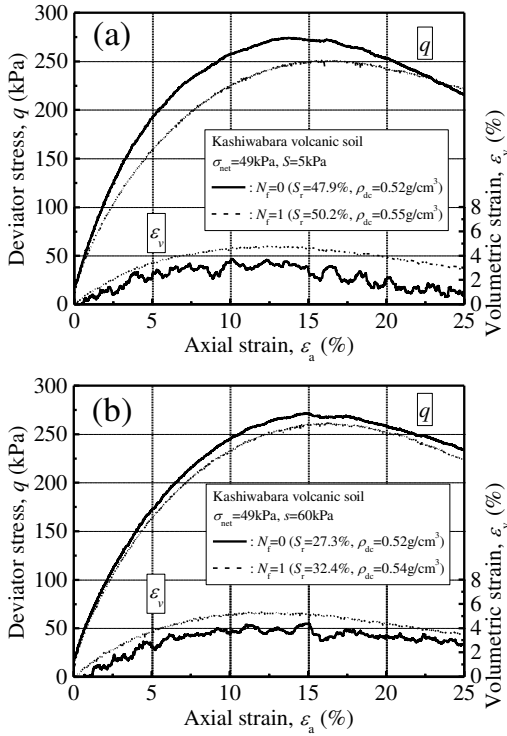 (a)
q
Deviator stress, q (kPa)
300
250
200
150
100
50
0
Kashiwabara volcanic soil
σnet=49kPa, S=5kPa
: Nf=0 (Sr=47.9%, ρdc=0.52g/cm³)
: Nf=1 (Sr=50.2%, ρdc=0.55g/cm³)
εv
8
6
4
2
0
Volumetric strain, εv (%)
0 5 10 15 20 25
Axial strain, εa (%)
(b)
q
Deviator stress, q (kPa)
300
250
200
150
100
50
0
Kashiwabara volcanic soil
σnet=49kPa, s=60kPa
: Nf=0 (Sr=27.3%, ρdc=0.52g/cm³)
: Nf=1 (Sr=32.4%, ρdc=0.54g/cm³)
εv
8
6
4
2
0
Volumetric strain, εv (%)
0 5 10 15 20 25
Axial strain, εa (%)